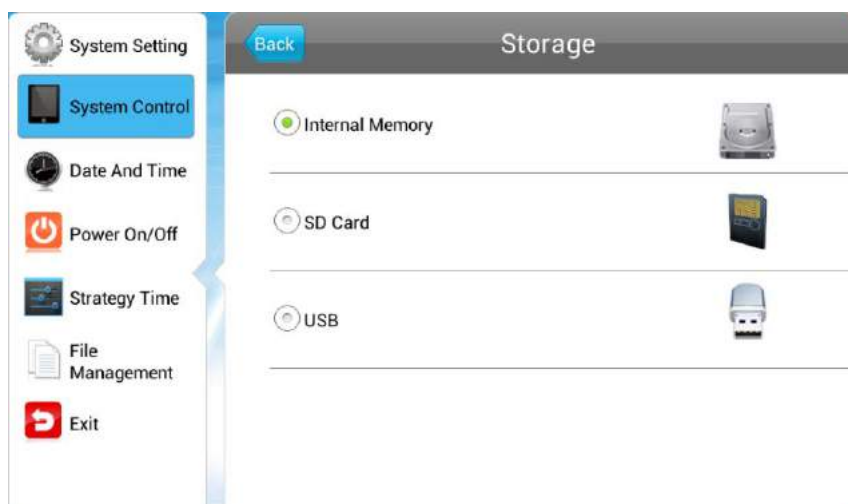 System Setting
System Control
Date And Time
Power On/Off
Strategy Time
File
Management
Exit
Back
Storage
Internal Memory
SD Card
USB